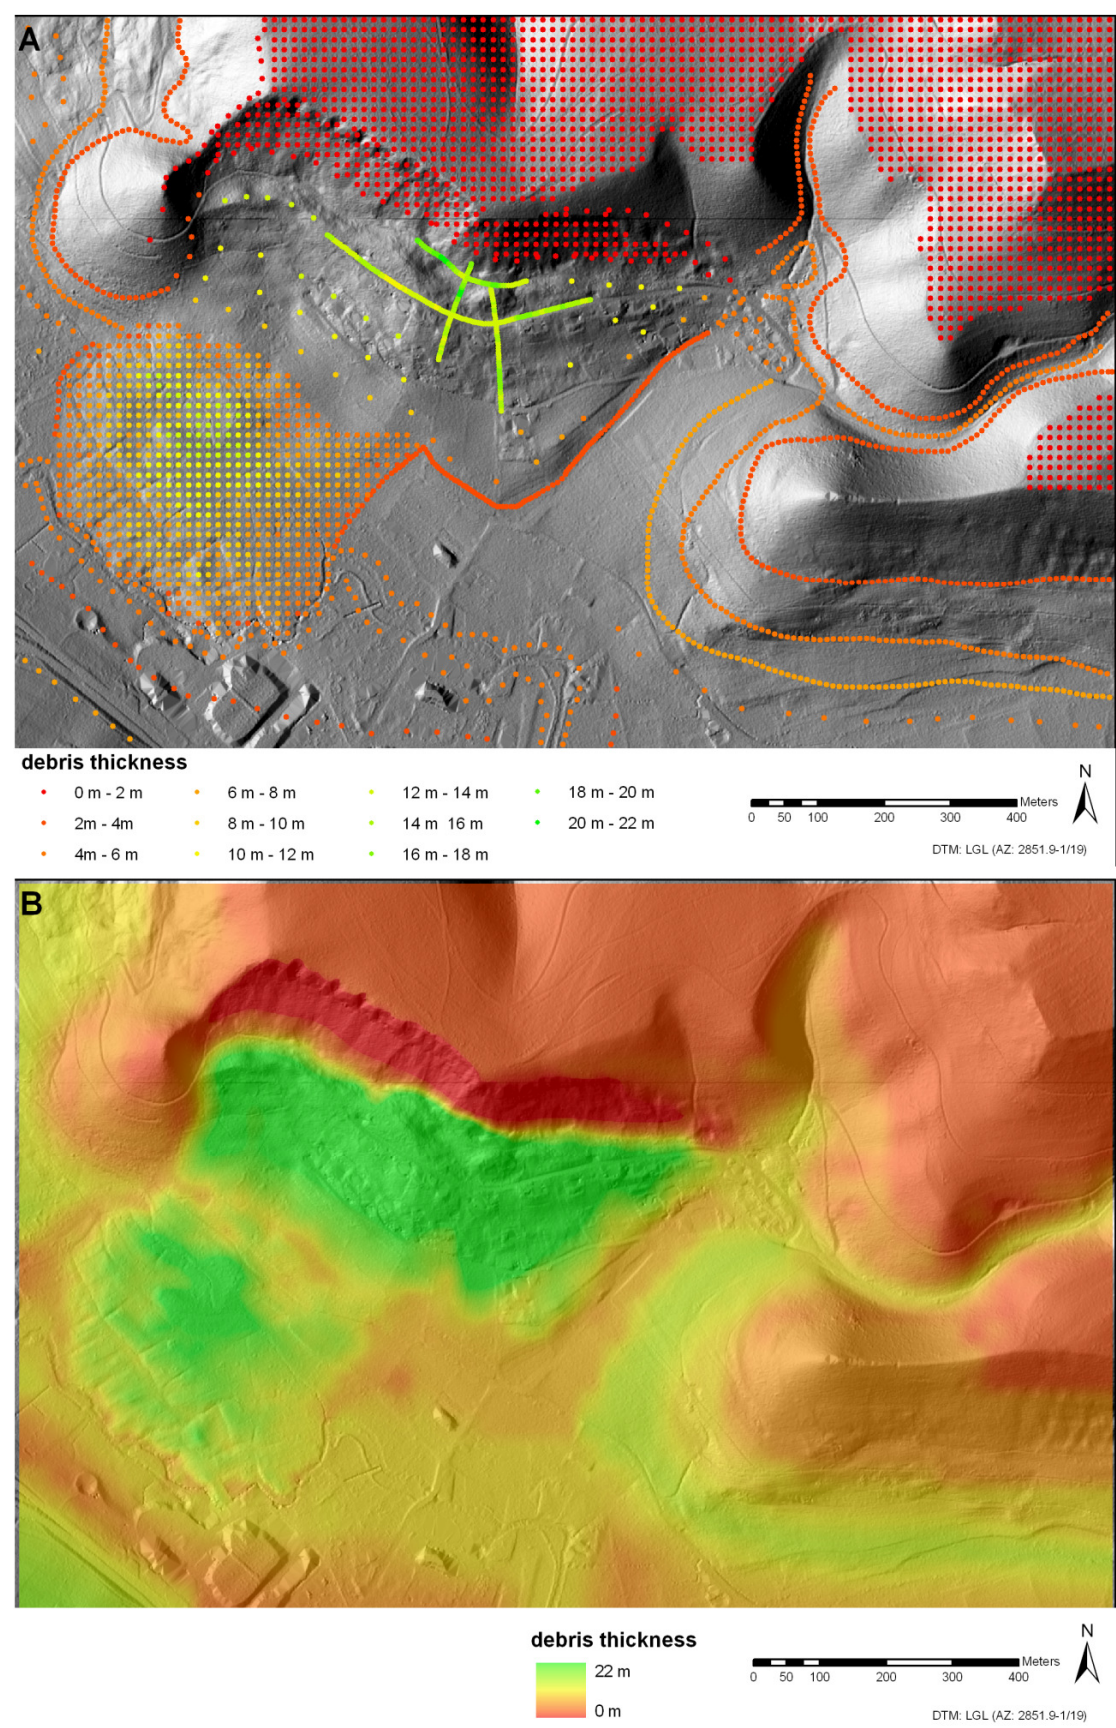 A
debris thickness
0 m - 2 m
2m - 4m
4m - 6 m
6 m - 8 m
8 m - 10 m
10 m - 12 m
12 m - 14 m
14 m 16 m
16 m - 18 m
18 m - 20 m
20 m - 22 m
N
Meters
0 50 100 200 300 400
DTM: LGL (AZ: 2851.9-1/19)
B
debris thickness
22 m
0 m
N
Meters
0 50 100 200 300 400
DTM: LGL (AZ: 2851.9-1/19)